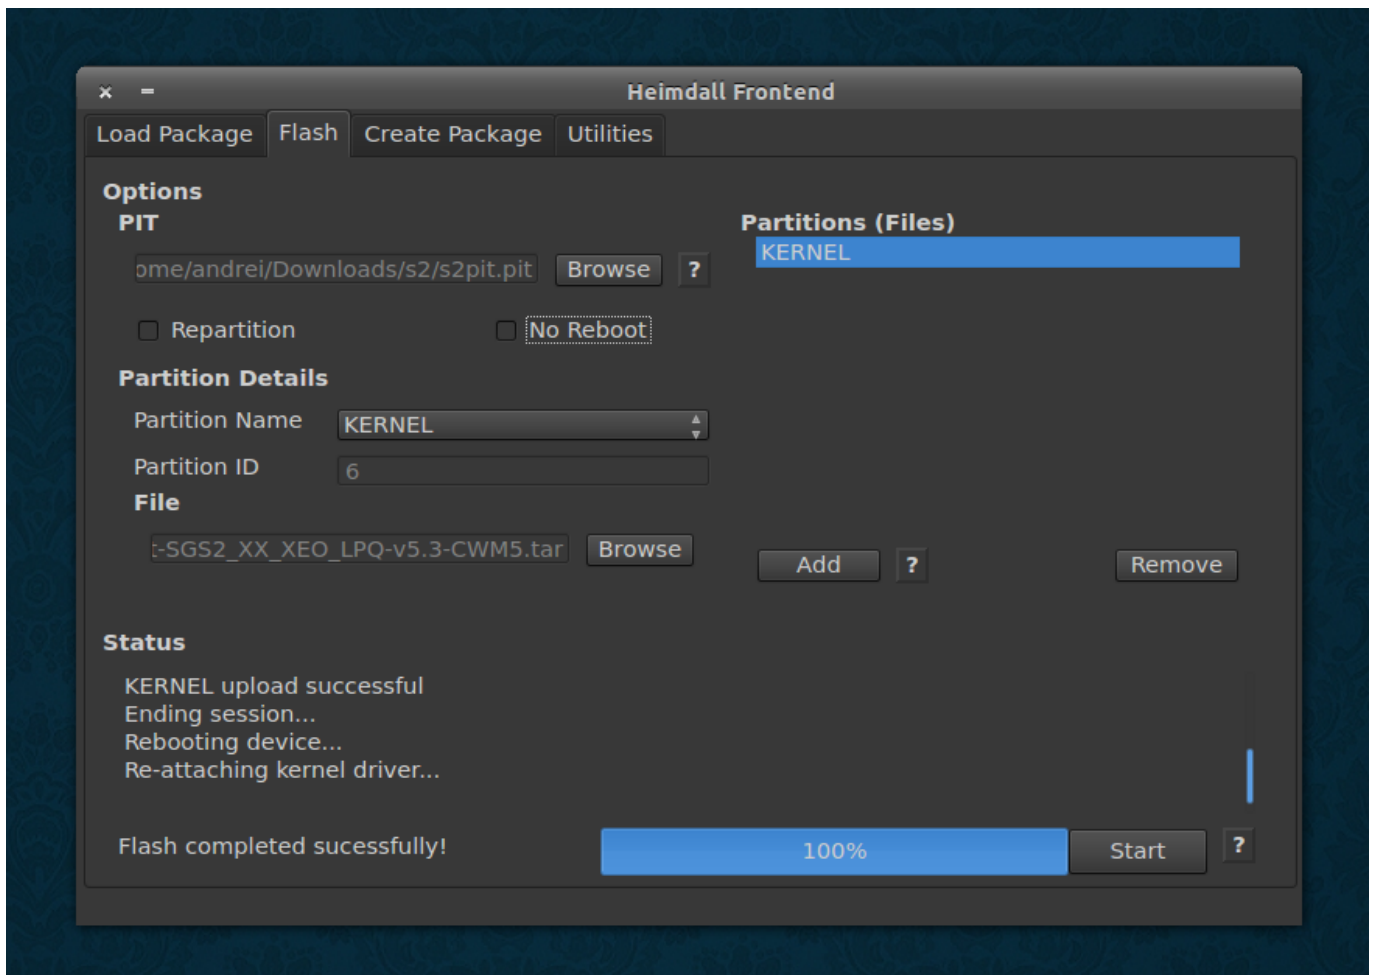 Heimdall Frontend
Load Package Flash Create Package Utilities
Options
PIT
ome/andrei/Downloads/s2/s2pit.pit Browse ?
Repartition No Reboot
Partition Details
Partition Name KERNEL
Partition ID 6
File
t-SGS2_XX_XEO_LPQ-v5.3-CWM5.tar Browse
Partitions (Files)
KERNEL
Add ? Remove
Status
KERNEL upload successful
Ending session...
Rebooting device...
Re-attaching kernel driver...
Flash completed sucessfully! 100% Start ?